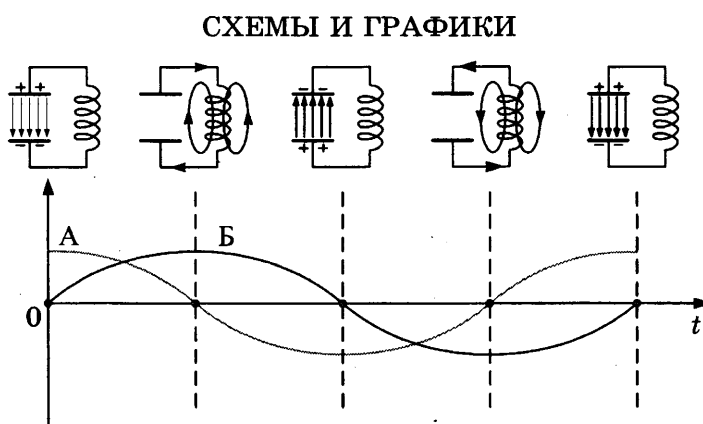 СХЕМЫ И ГРАФИКИ
+ + - - + +
- - + + - -
А Б
0
t